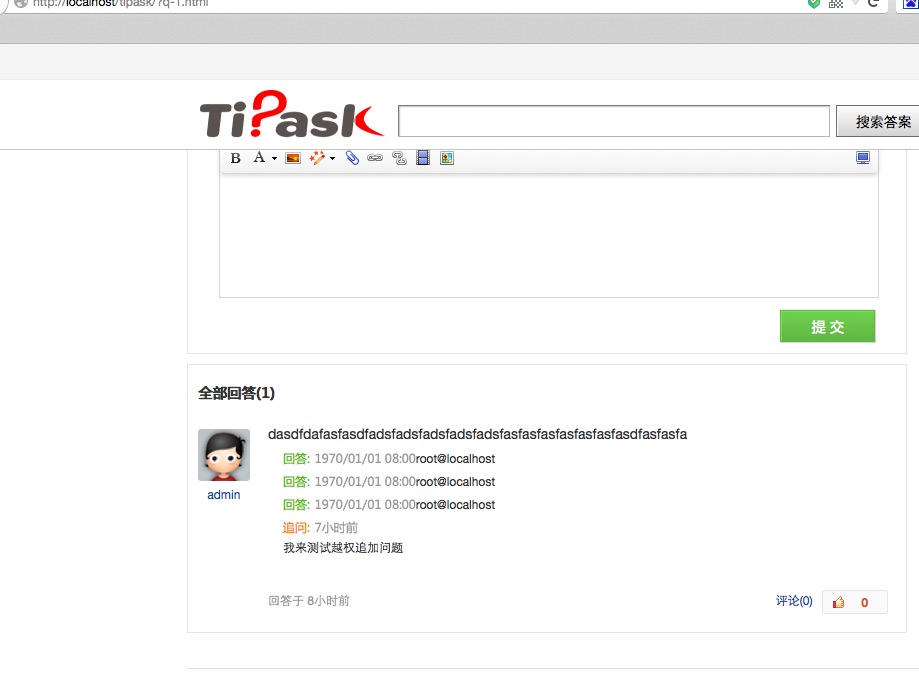 http://localhost/tipask/?q-1.html
Tipask
搜索答案
B A
提 交
全部回答(1)
dasdfdafasfasdfadsfadsfadsfadsfadsfasfasfasfasfasfasfasdfasfasfa
回答: 1970/01/01 08:00root@localhost
回答: 1970/01/01 08:00root@localhost
回答: 1970/01/01 08:00root@localhost
追问: 7小时前
我来测试越权追加问题
admin
回答于 8小时前
评论(0)
0